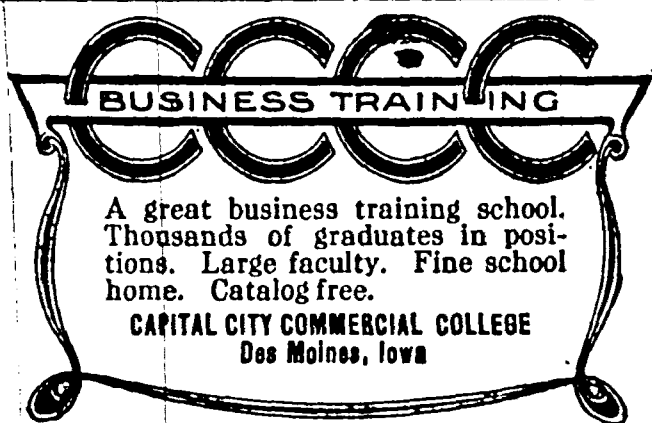 CCCC
BUSINESS TRAINING
A great business training school.
Thousands of graduates in posi-
tions. Large faculty. Fine school
home. Catalog free.
CAPITAL CITY COMMERCIAL COLLEGE
Des Moines, Iowa